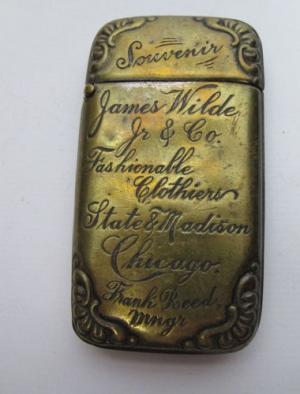 Souvenir
James Wilde,
Jr & Co.
Fashionable
Clothiers
State & Madison
Chicago.
Frank Reed,
Mngr